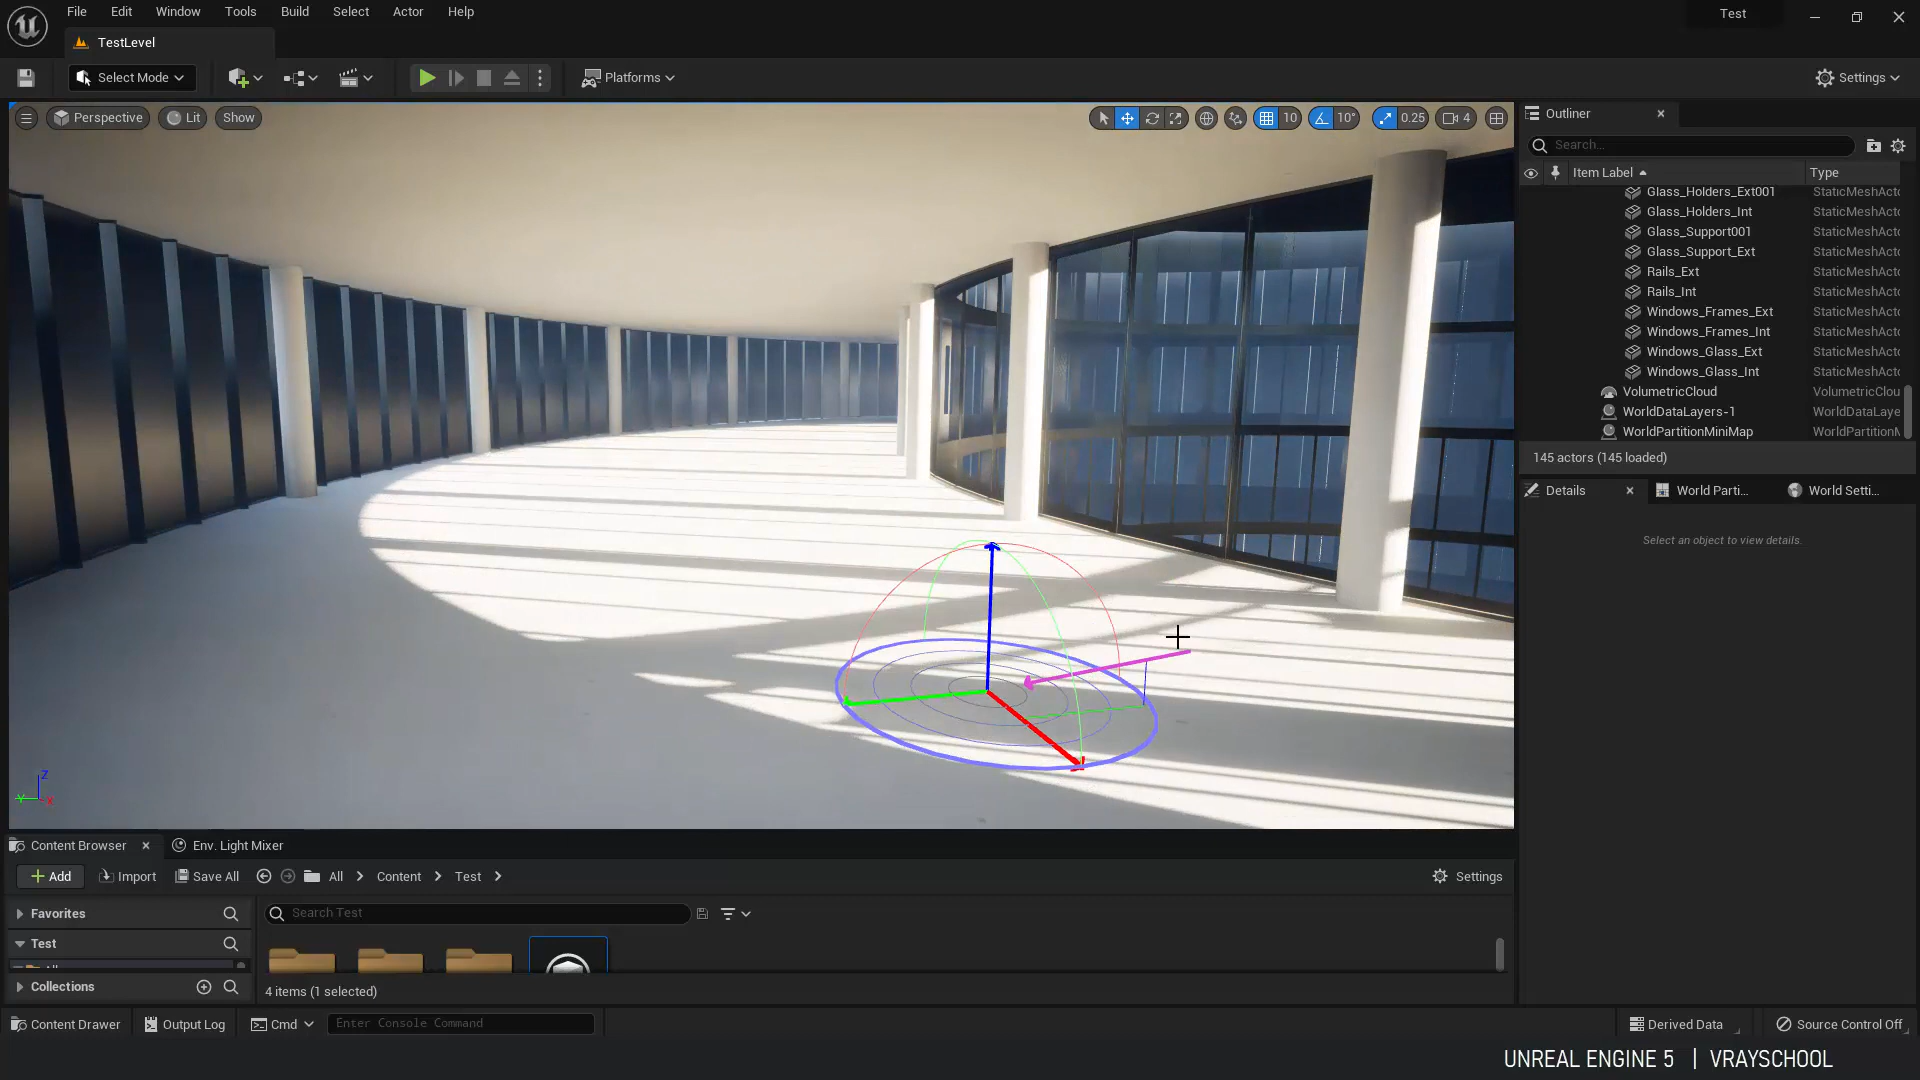 File Edit Window Tools Build Select Actor Help
Test
TestLevel
Select Mode
Platforms
Settings
Perspective
Lit
Show
10
10°
0.25
4
Outliner
Search...
Item Label
Type
Glass_Holders_Ext001 StaticMeshActo
Glass_Holders_Int StaticMeshActo
Glass_Support001 StaticMeshActo
Glass_Support_Ext StaticMeshActo
Rails_Ext StaticMeshActo
Rails_Int StaticMeshActo
Windows_Frames_Ext StaticMeshActo
Windows_Frames_Int StaticMeshActo
Windows_Glass_Ext StaticMeshActo
Windows_Glass_Int StaticMeshActo
VolumetricCloud VolumetricClou
WorldDataLayers-1 WorldDataLaye
WorldPartitionMiniMap WorldPartition
145 actors (145 loaded)
Details
World Parti...
World Setti...
Select an object to view details.
Z
Y
X
Content Browser
Env. Light Mixer
Add
Import
Save All
All
Content
Test
Settings
Favorites
Search Test
Test
Collections
4 items (1 selected)
Content Drawer
Output Log
Cmd
Enter Console Command
Derived Data
Source Control Off
UNREAL ENGINE 5 | VRAYSCHOOL